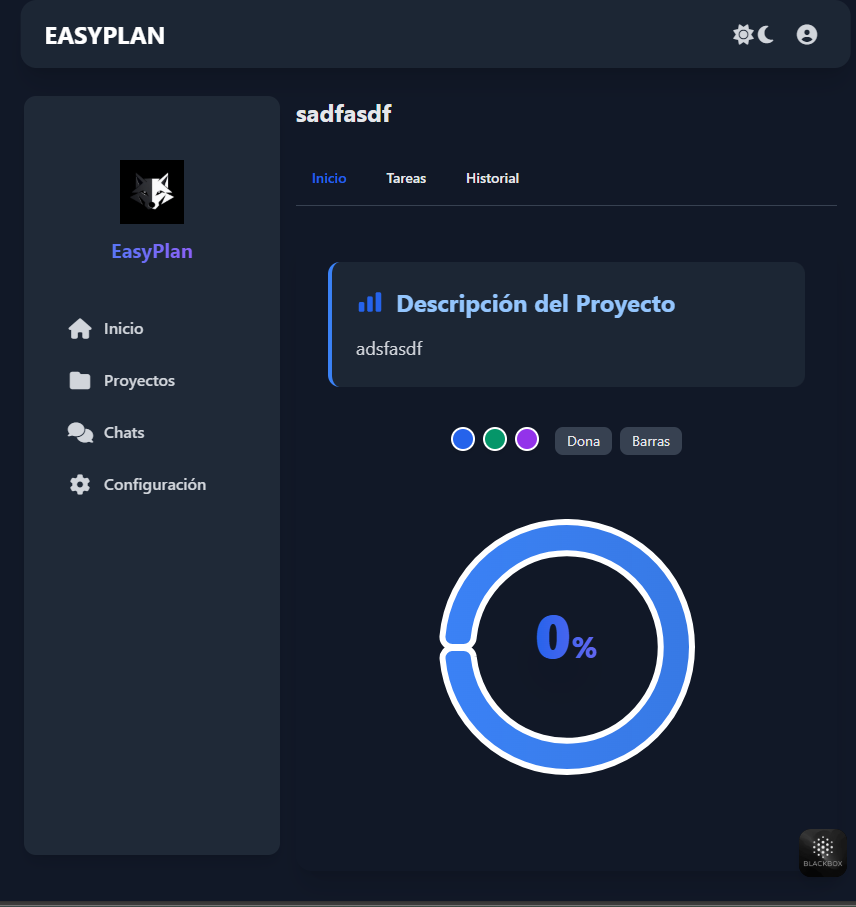 EASYPLAN
EasyPlan
Inicio
Proyectos
Chats
Configuración
sadfasdf
Inicio Tareas Historial
Descripción del Proyecto
adsfasdf
Dona Barras
0%
BLACKBOX